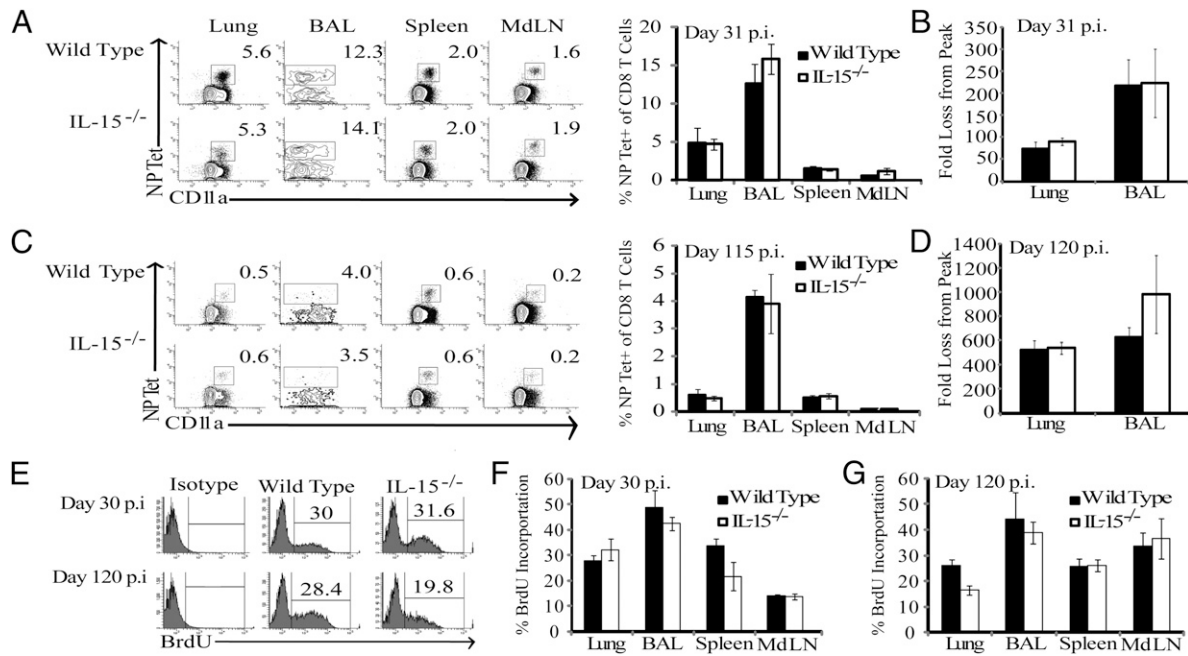 A
Lung BAL Spleen MdLN
Wild Type
5.6 12.3 2.0 1.6
IL-15-/-
5.3 14.1 2.0 1.9
NP Tet
CD11a
% NP Tet+ of CD8 T Cells
25
20
15
10
5
0
Day 31 p.i.
Wild Type
IL-15-/-
Lung BAL Spleen MdLN
B
Fold Loss from Peak
350
300
250
200
150
100
50
0
Day 31 p.i.
Lung BAL
C
Wild Type
0.5 4.0 0.6 0.2
IL-15-/-
0.6 3.5 0.6 0.2
NP Tet
CD11a
% NP Tet+ of CD8 T Cells
6
5
4
3
2
1
0
Day 115 p.i.
Wild Type
IL-15-/-
Lung BAL Spleen MdLN
D
Fold Loss from Peak
1400
1200
1000
800
600
400
200
0
Day 120 p.i.
Lung BAL
E
Isotype Wild Type IL-15-/-
Day 30 p.i
30 31.6
Day 120 p.i
28.4 19.8
BrdU
F
% BrdU Incorportation
60
50
40
30
20
10
0
Day 30 p.i.
Wild Type
IL-15-/-
Lung BAL Spleen MdLN
G
% BrdU Incorportation
60
50
40
30
20
10
0
Day 120 p.i.
Wild Type
IL-15-/-
Lung BAL Spleen MdLN